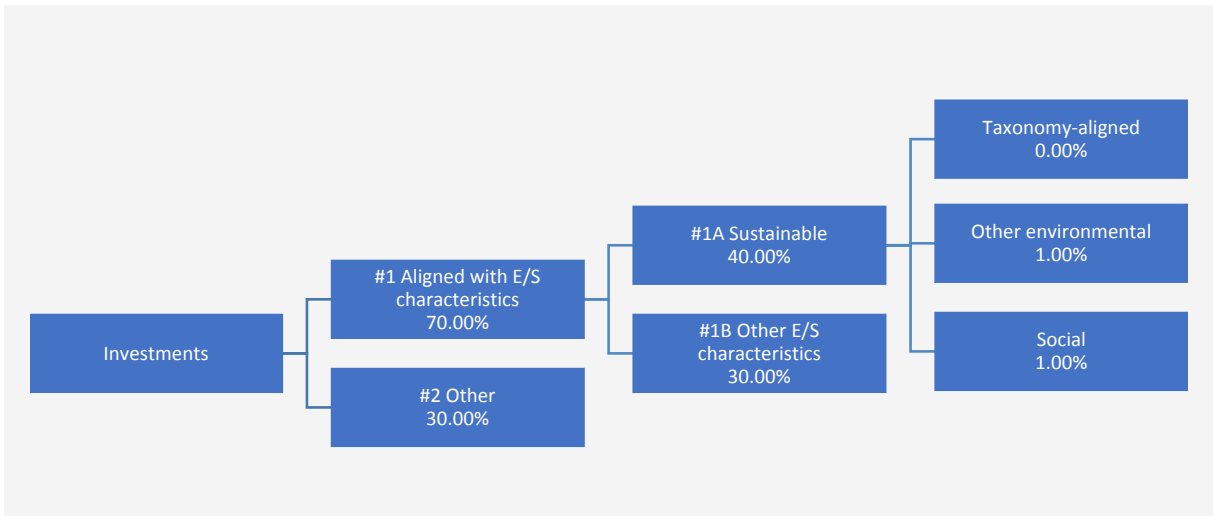 Investments
#1 Aligned with E/S
characteristics
70.00%
#2 Other
30.00%
#1A Sustainable
40.00%
#1B Other E/S
characteristics
30.00%
Taxonomy-aligned
0.00%
Other environmental
1.00%
Social
1.00%